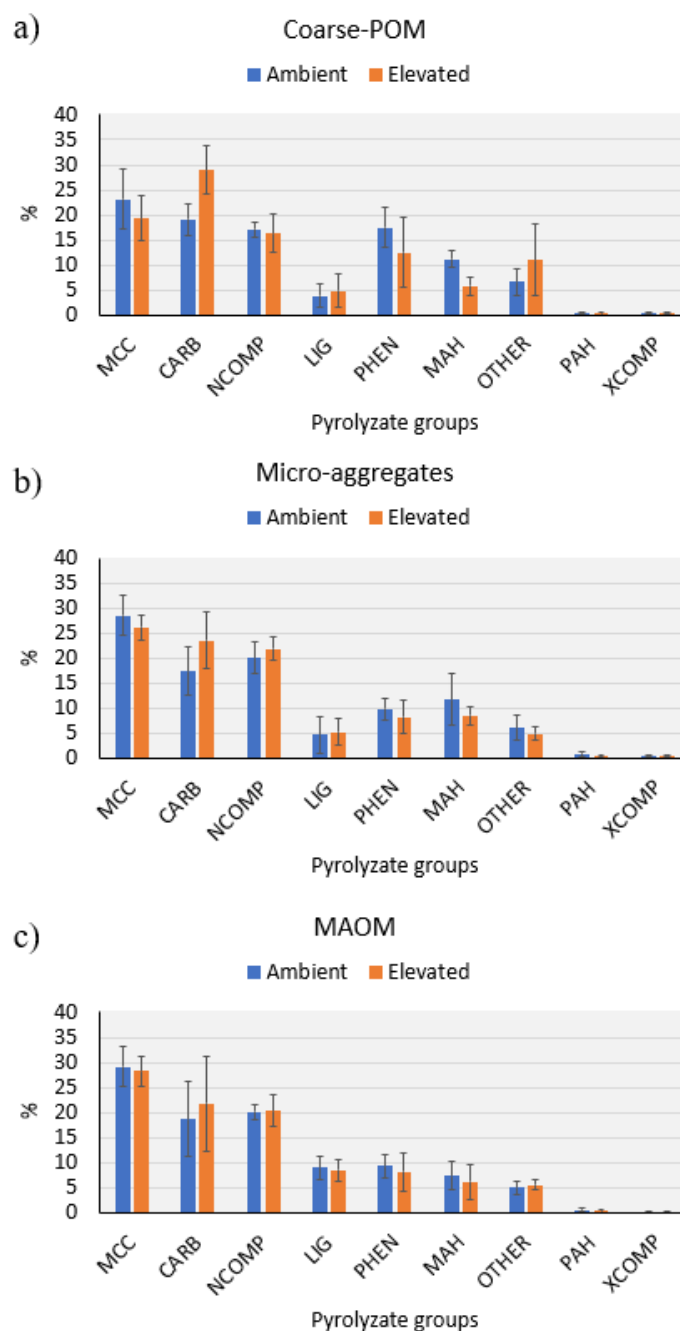 a)
Coarse-POM
Ambient Elevated
40
35
30
25
20
15
10
5
0
%
MCC CARB NCOMP LIG PHEN MAH OTHER PAH XCOMP
Pyrolyzate groups
b)
Micro-aggregates
Ambient Elevated
40
35
30
25
20
15
10
5
0
%
MCC CARB NCOMP LIG PHEN MAH OTHER PAH XCOMP
Pyrolyzate groups
c)
MAOM
Ambient Elevated
40
35
30
25
20
15
10
5
0
%
MCC CARB NCOMP LIG PHEN MAH OTHER PAH XCOMP
Pyrolyzate groups